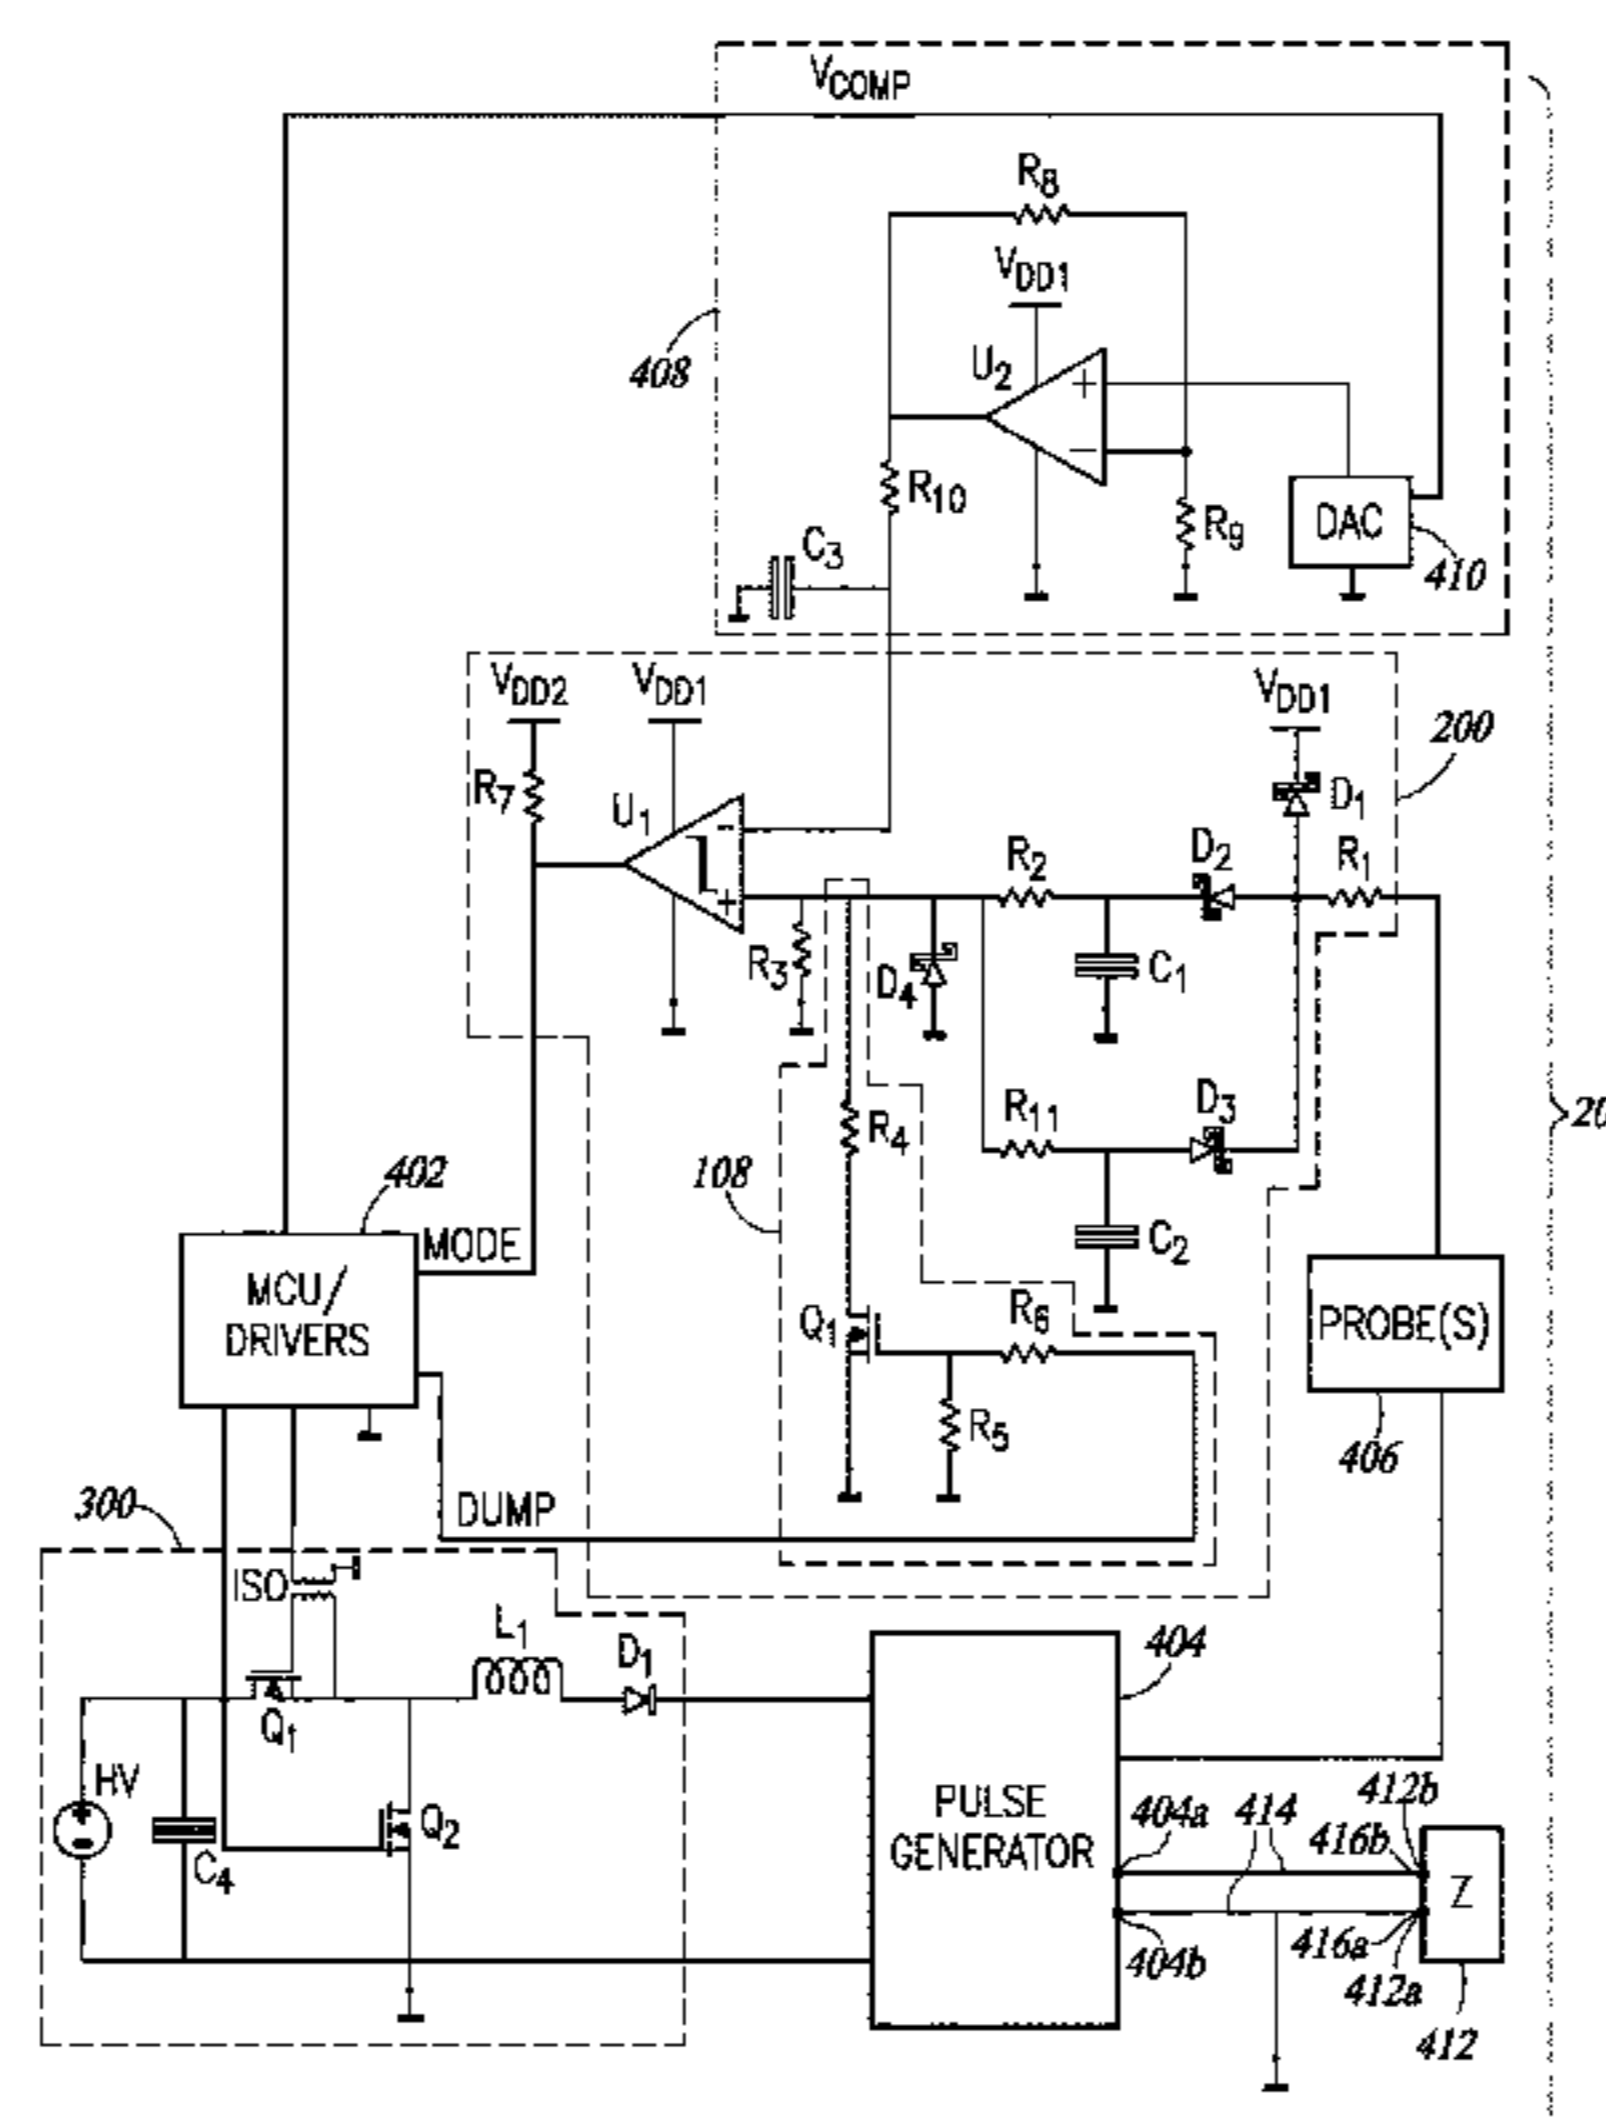 VCOMP
R8
VDD1
408
U2
+
−
R10
R9
DAC
410
C3
VDD2
VDD1
VDD1
200
R7
U1
-
+
D1
R2
D2
R1
R3
D4
C1
R11
D3
R4
108
402
C2
MODE
MCU/
DRIVERS
Q1
R6
PROBE(S)
R5
406
300
DUMP
ISO
L1
D1
404
Q1
HV
Q2
C4
PULSE
GENERATOR
404a
414
412b
416b
Z
416a
404b
412a
412